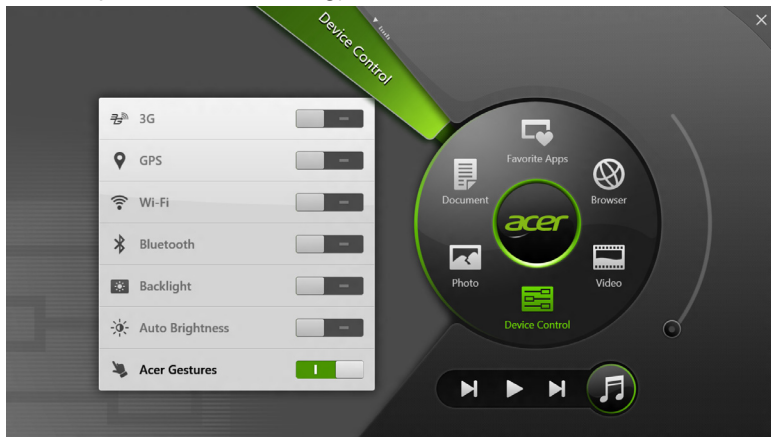 Device Control
3G
GPS
Wi-Fi
Bluetooth
Backlight
Auto Brightness
Acer Gestures
Favorite Apps
Document
Browser
acer
Photo
Video
Device Control